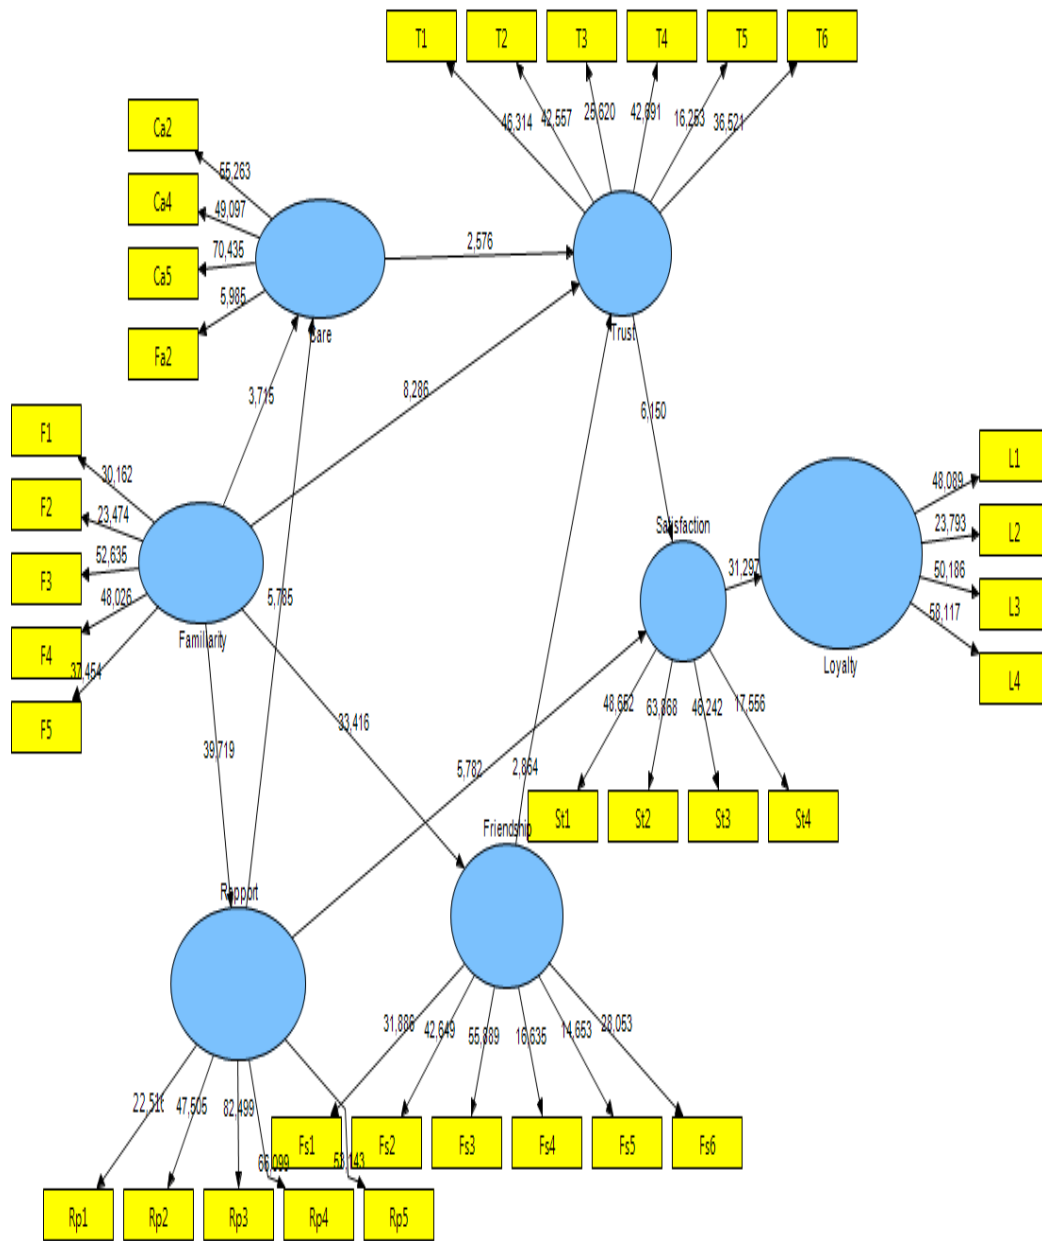 T1 T2 T3 T4 T5 T6
46,314 42,557 25,620 42,691 16,253 36,521
Ca2
55,263
Ca4
49,097
Ca5
70,435
Fa2
5,985
Care
2,576
Trust
3,715
8,286
6,150
F1
30,162
F2
23,474
F3
52,635
F4
48,026
F5
37,454
Familiarity
5,785
Satisfaction
31,297
Loyalty
L1
48,089
L2
23,793
L3
50,186
L4
58,117
48,652 63,868 46,242 17,556
St1 St2 St3 St4
39,719
33,416
5,782
2,864
Friendship
Rapport
31,886 42,649 55,889 16,635 14,653 28,053
Fs1 Fs2 Fs3 Fs4 Fs5 Fs6
47,505 82,499 66,099 53,143
Rp1 Rp2 Rp3 Rp4 Rp5